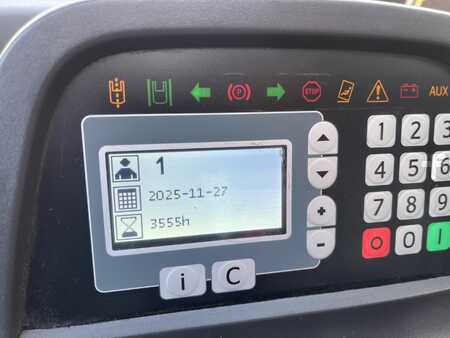 P
STOP
AUX
1
2025-11-27
3555h
+
-
i
C
1 2 3
4 5 6
7 8 9
O 0 I